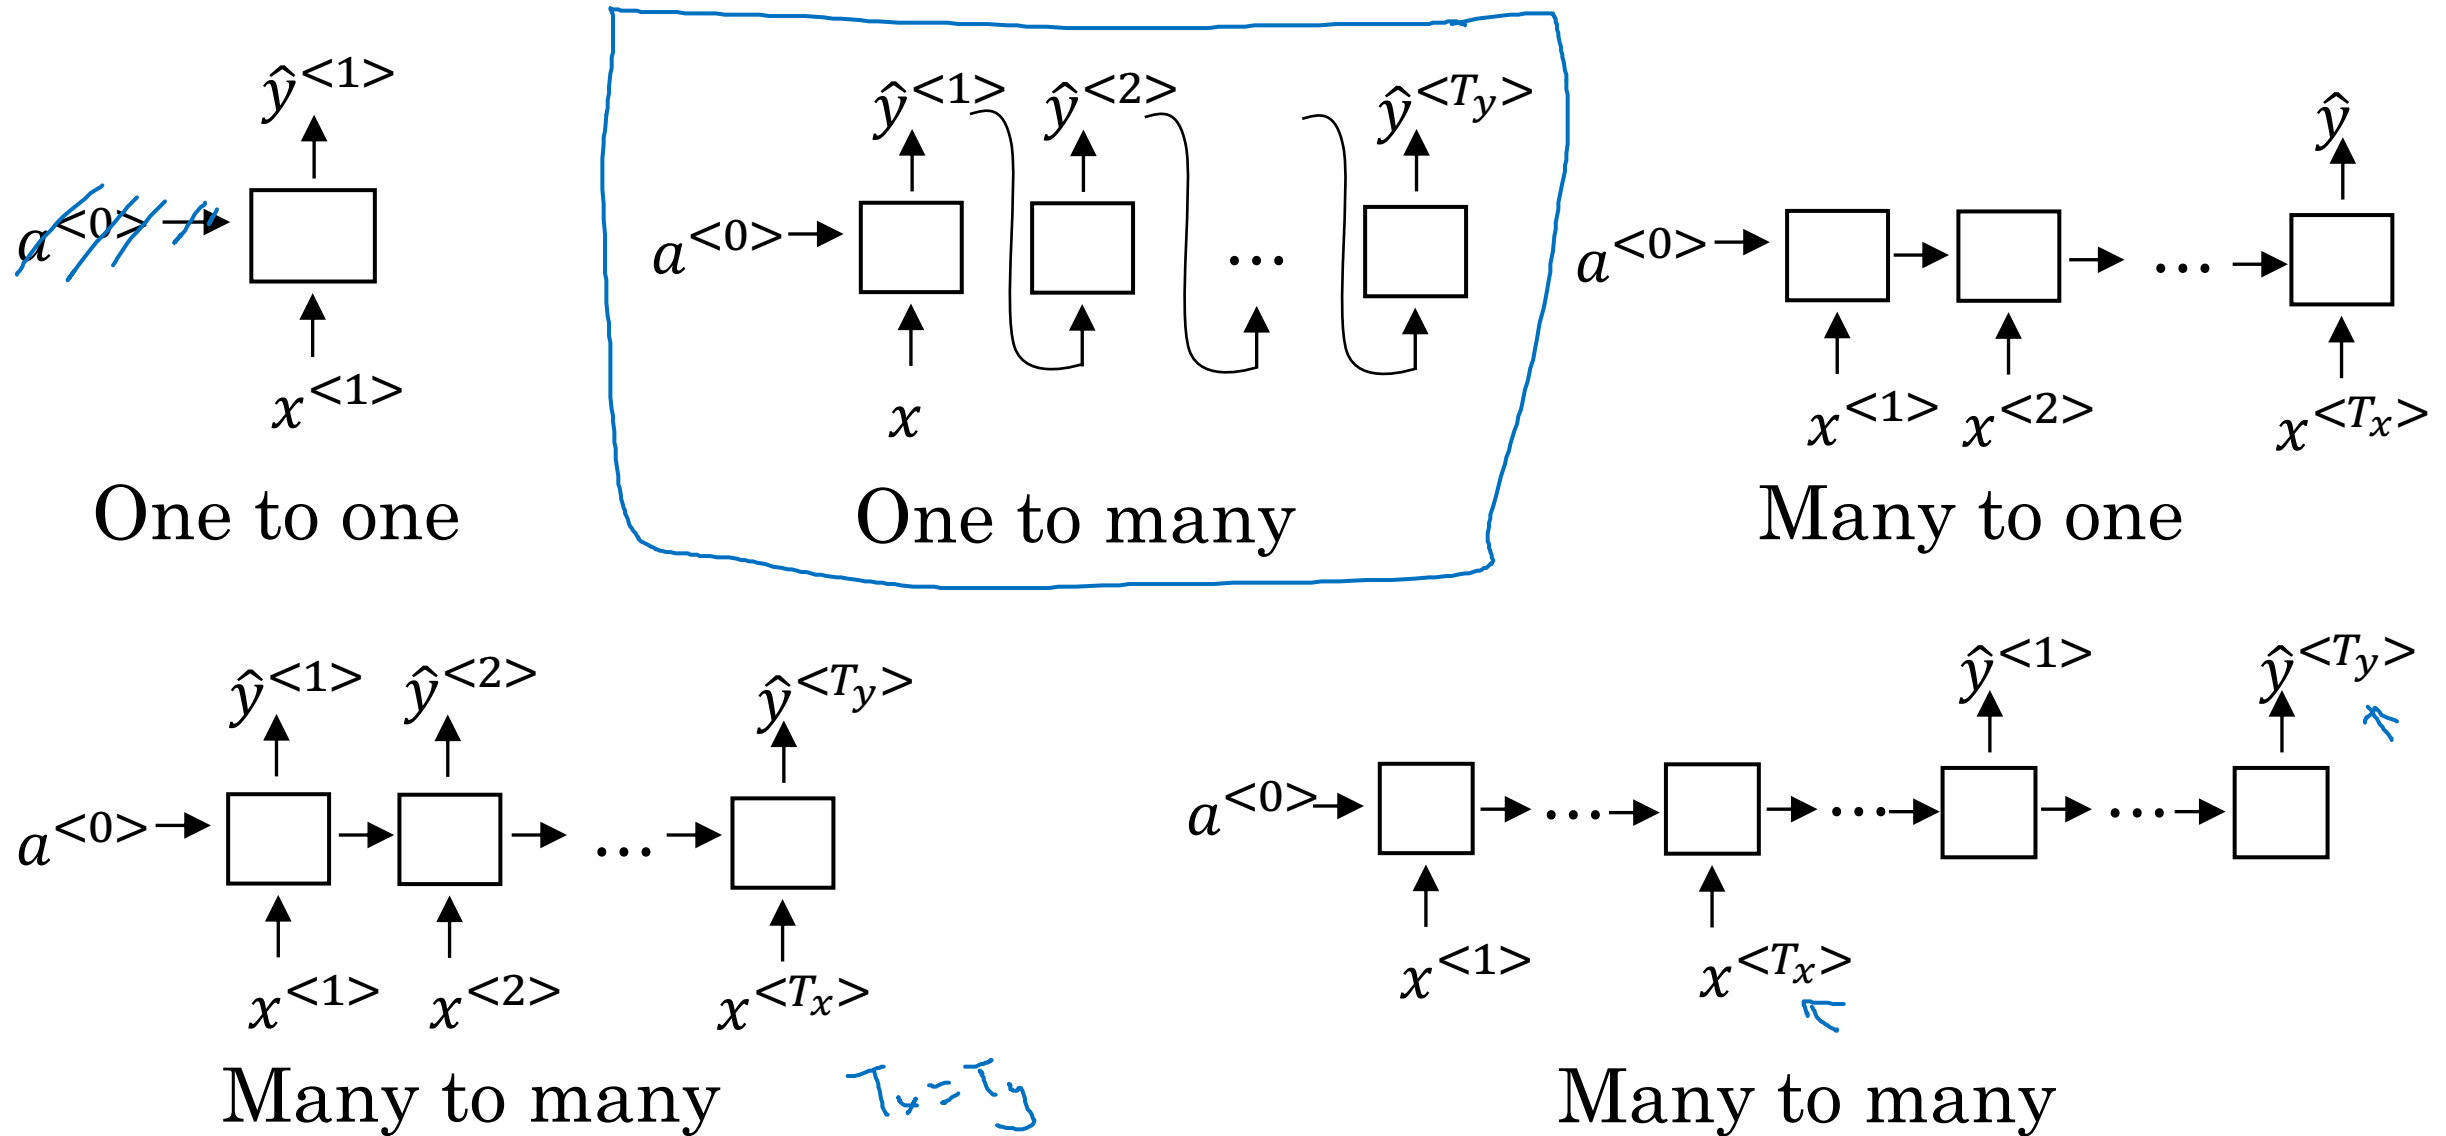 ŷ<1>
a<0>
x<1>
One to one
ŷ<1> ŷ<2> ŷ<Ty>
a<0> ...
x
One to many
ŷ
a<0> ...
x<1> x<2> x<Tx>
Many to one
ŷ<1> ŷ<2> ŷ<Ty>
a<0> ...
x<1> x<2> x<Tx>
Many to many Tx=Ty
ŷ<1> ŷ<Ty>
a<0> ... ... ...
x<1> x<Tx>
Many to many